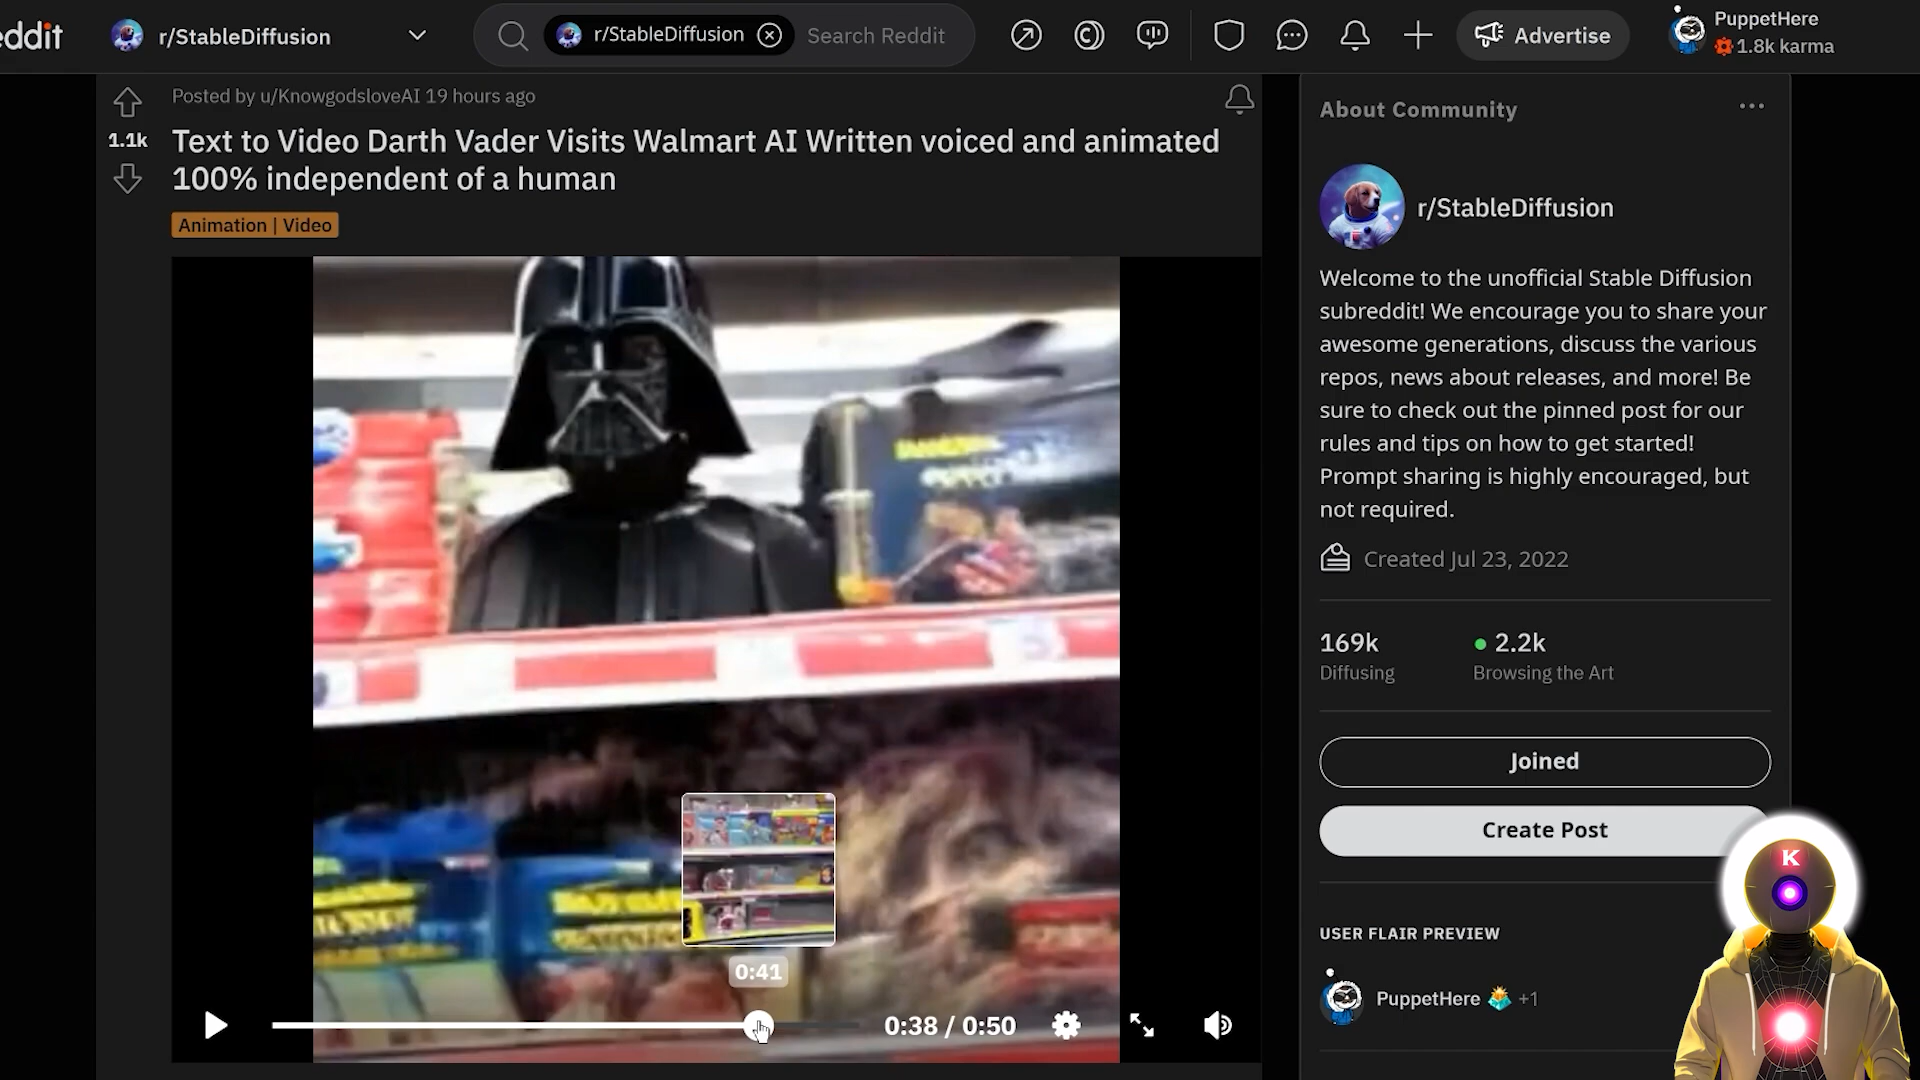 eddit
r/StableDiffusion
r/StableDiffusion
Search Reddit
Advertise
PuppetHere
1.8k karma
Posted by u/KnowgodsloveAI 19 hours ago
1.1k
Text to Video Darth Vader Visits Walmart AI Written voiced and animated
100% independent of a human
Animation | Video
0:41
0:38 / 0:50
About Community
r/StableDiffusion
Welcome to the unofficial Stable Diffusion
subreddit! We encourage you to share your
awesome generations, discuss the various
repos, news about releases, and more! Be
sure to check out the pinned post for our
rules and tips on how to get started!
Prompt sharing is highly encouraged, but
not required.
Created Jul 23, 2022
169k
2.2k
Diffusing
Browsing the Art
Joined
Create Post
USER FLAIR PREVIEW
PuppetHere
+1
K